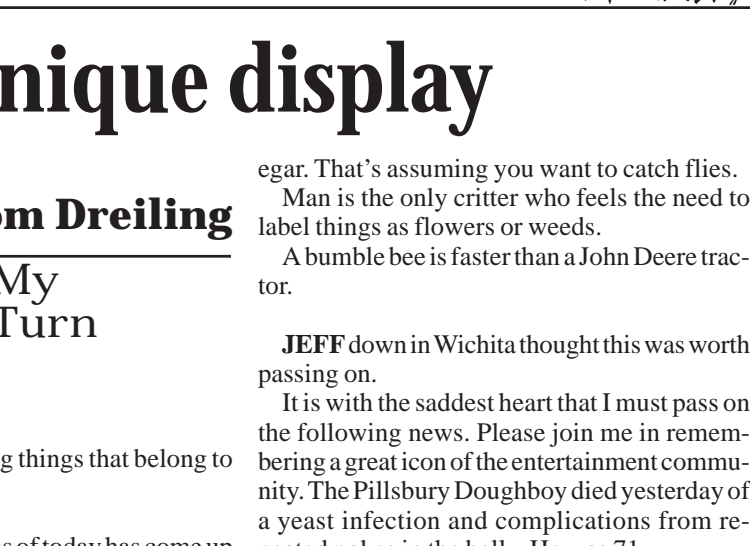 nique display
om Dreiling
My
Turn
g things that belong to
egar. That's assuming you want to catch flies.
Man is the only critter who feels the need to
label things as flowers or weeds.
A bumble bee is faster than a John Deere trac-
tor.
JEFF down in Wichita thought this was worth
passing on.
It is with the saddest heart that I must pass on
the following news. Please join me in remem-
bering a great icon of the entertainment commu-
nity. The Pillsbury Doughboy died yesterday of
a yeast infection and complications from re-